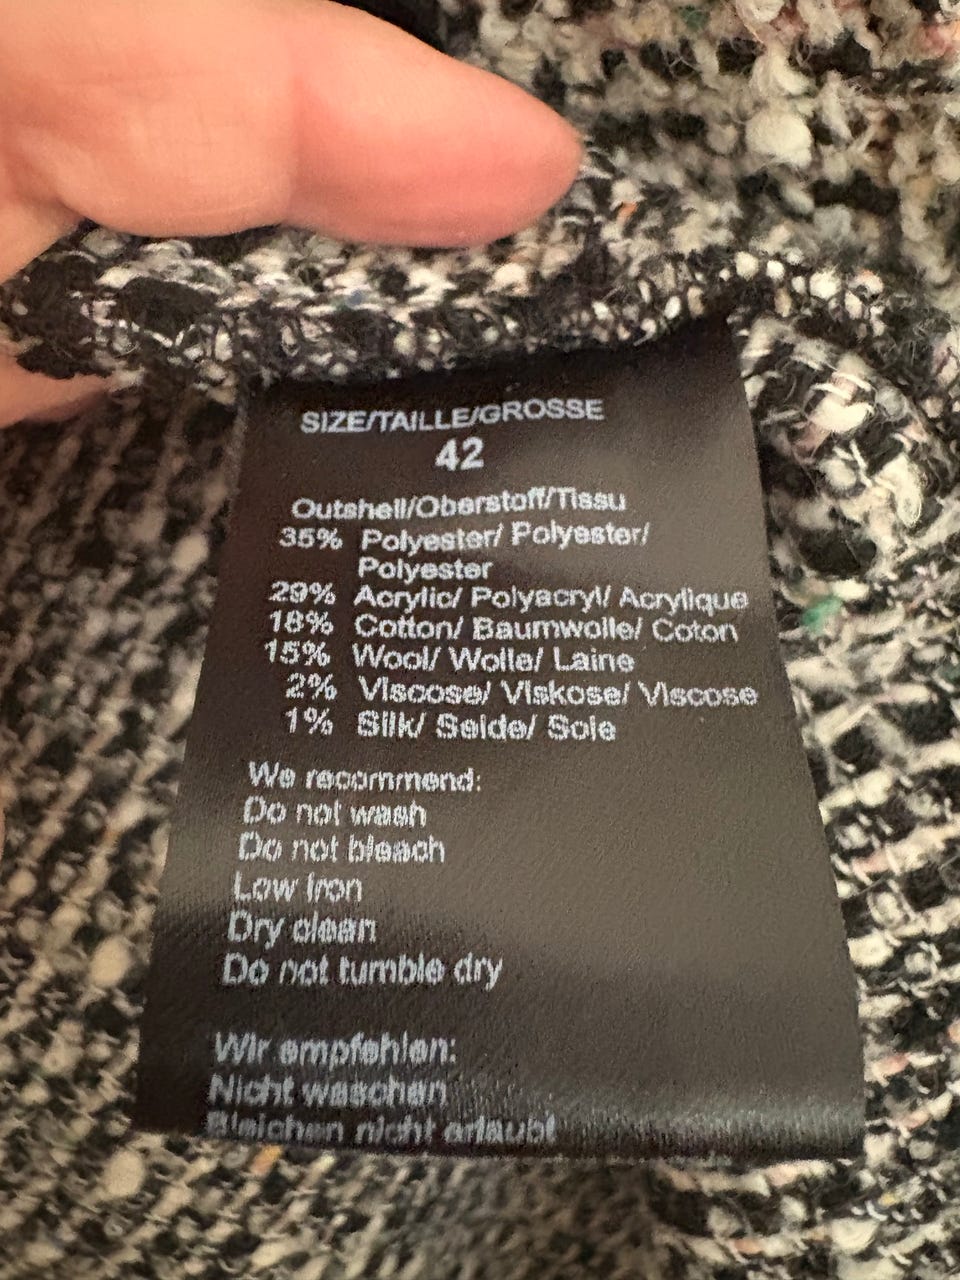 SIZE/TAILLE/GROSSE
42
Outshell/Oberstoff/Tissu
35% Polyester/ Polyester/
Polyester
29% Acrylic/ Polyacryl/ Acrylique
18% Cotton/ Baumwolle/ Coton
15% Wool/ Wolle/ Laine
2% Viscose/ Viskose/ Viscose
1% Silk/ Seide/ Soie
We recommend:
Do not wash
Do not bleach
Low Iron
Dry clean
Do not tumble dry
Wir empfehlen:
Nicht waschen
Bleichen nicht erlaubt